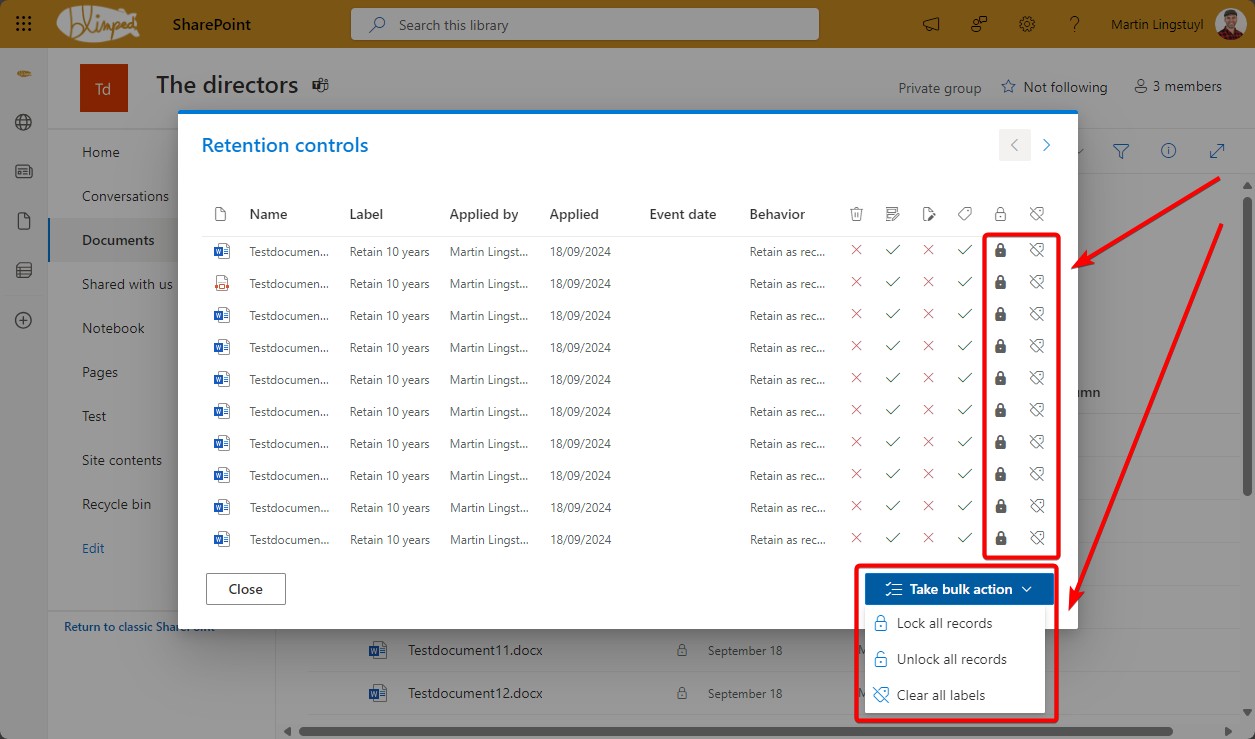 blimped
SharePoint
Search this library
Martin Lingstuyl
Td
The directors
Private group
Not following
3 members
Home
Conversations
Documents
Shared with us
Notebook
Pages
Test
Site contents
Recycle bin
Edit
Return to classic SharePoint
Retention controls
Name Label Applied by Applied Event date Behavior
Testdocumen... Retain 10 years Martin Lingst... 18/09/2024 Retain as rec...
Testdocumen... Retain 10 years Martin Lingst... 18/09/2024 Retain as rec...
Testdocumen... Retain 10 years Martin Lingst... 18/09/2024 Retain as rec...
Testdocumen... Retain 10 years Martin Lingst... 18/09/2024 Retain as rec...
Testdocumen... Retain 10 years Martin Lingst... 18/09/2024 Retain as rec...
Testdocumen... Retain 10 years Martin Lingst... 18/09/2024 Retain as rec...
Testdocumen... Retain 10 years Martin Lingst... 18/09/2024 Retain as rec...
Testdocumen... Retain 10 years Martin Lingst... 18/09/2024 Retain as rec...
Testdocumen... Retain 10 years Martin Lingst... 18/09/2024 Retain as rec...
Testdocumen... Retain 10 years Martin Lingst... 18/09/2024 Retain as rec...
Close
Take bulk action
Lock all records
Unlock all records
Clear all labels
Testdocument11.docx September 18
Testdocument12.docx September 18